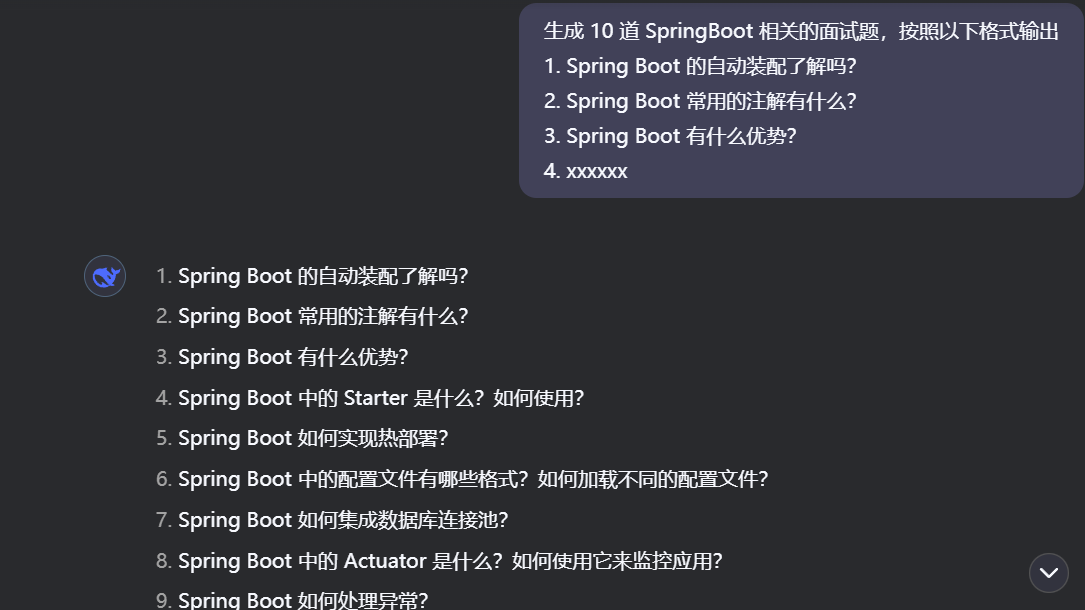 生成 10 道 SpringBoot 相关的面试题，按照以下格式输出
1. Spring Boot 的自动装配了解吗？
2. Spring Boot 常用的注解有什么？
3. Spring Boot 有什么优势？
4. xxxxxx
1. Spring Boot 的自动装配了解吗？
2. Spring Boot 常用的注解有什么？
3. Spring Boot 有什么优势？
4. Spring Boot 中的 Starter 是什么？如何使用？
5. Spring Boot 如何实现热部署？
6. Spring Boot 中的配置文件有哪些格式？如何加载不同的配置文件？
7. Spring Boot 如何集成数据库连接池？
8. Spring Boot 中的 Actuator 是什么？如何使用它来监控应用？
9. Spring Boot 如何处理异常？